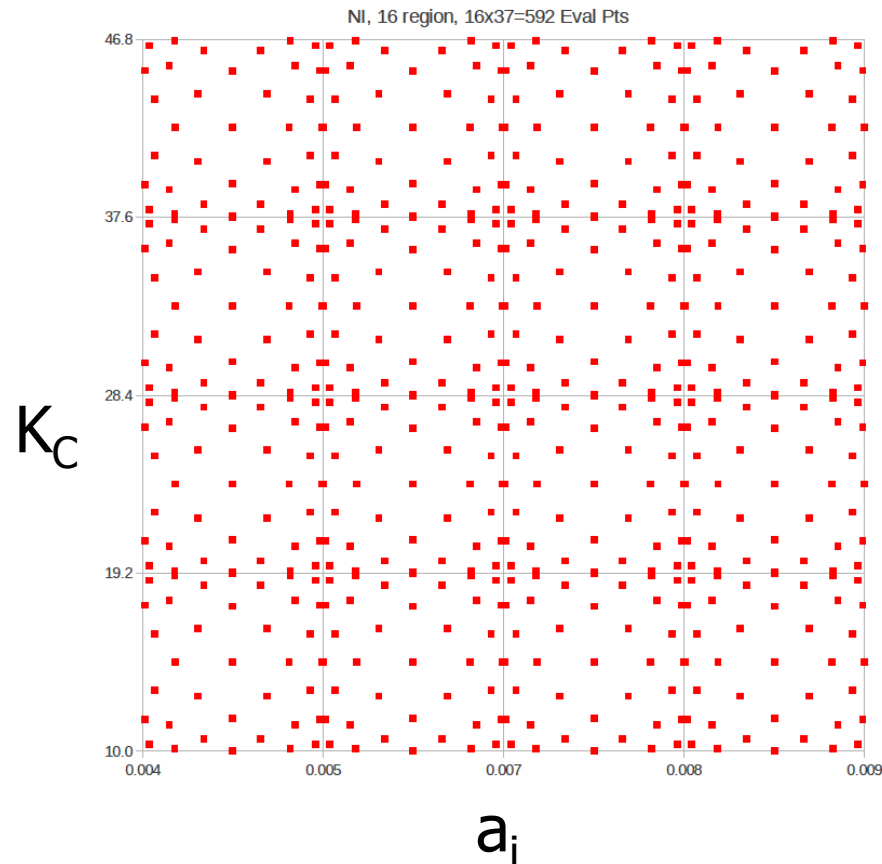 NI, 16 region, 16x37=592 Eval Pts
46.8
37.6
28.4
19.2
10.0
K_C
0.004 0.005 0.007 0.008 0.009
a_i